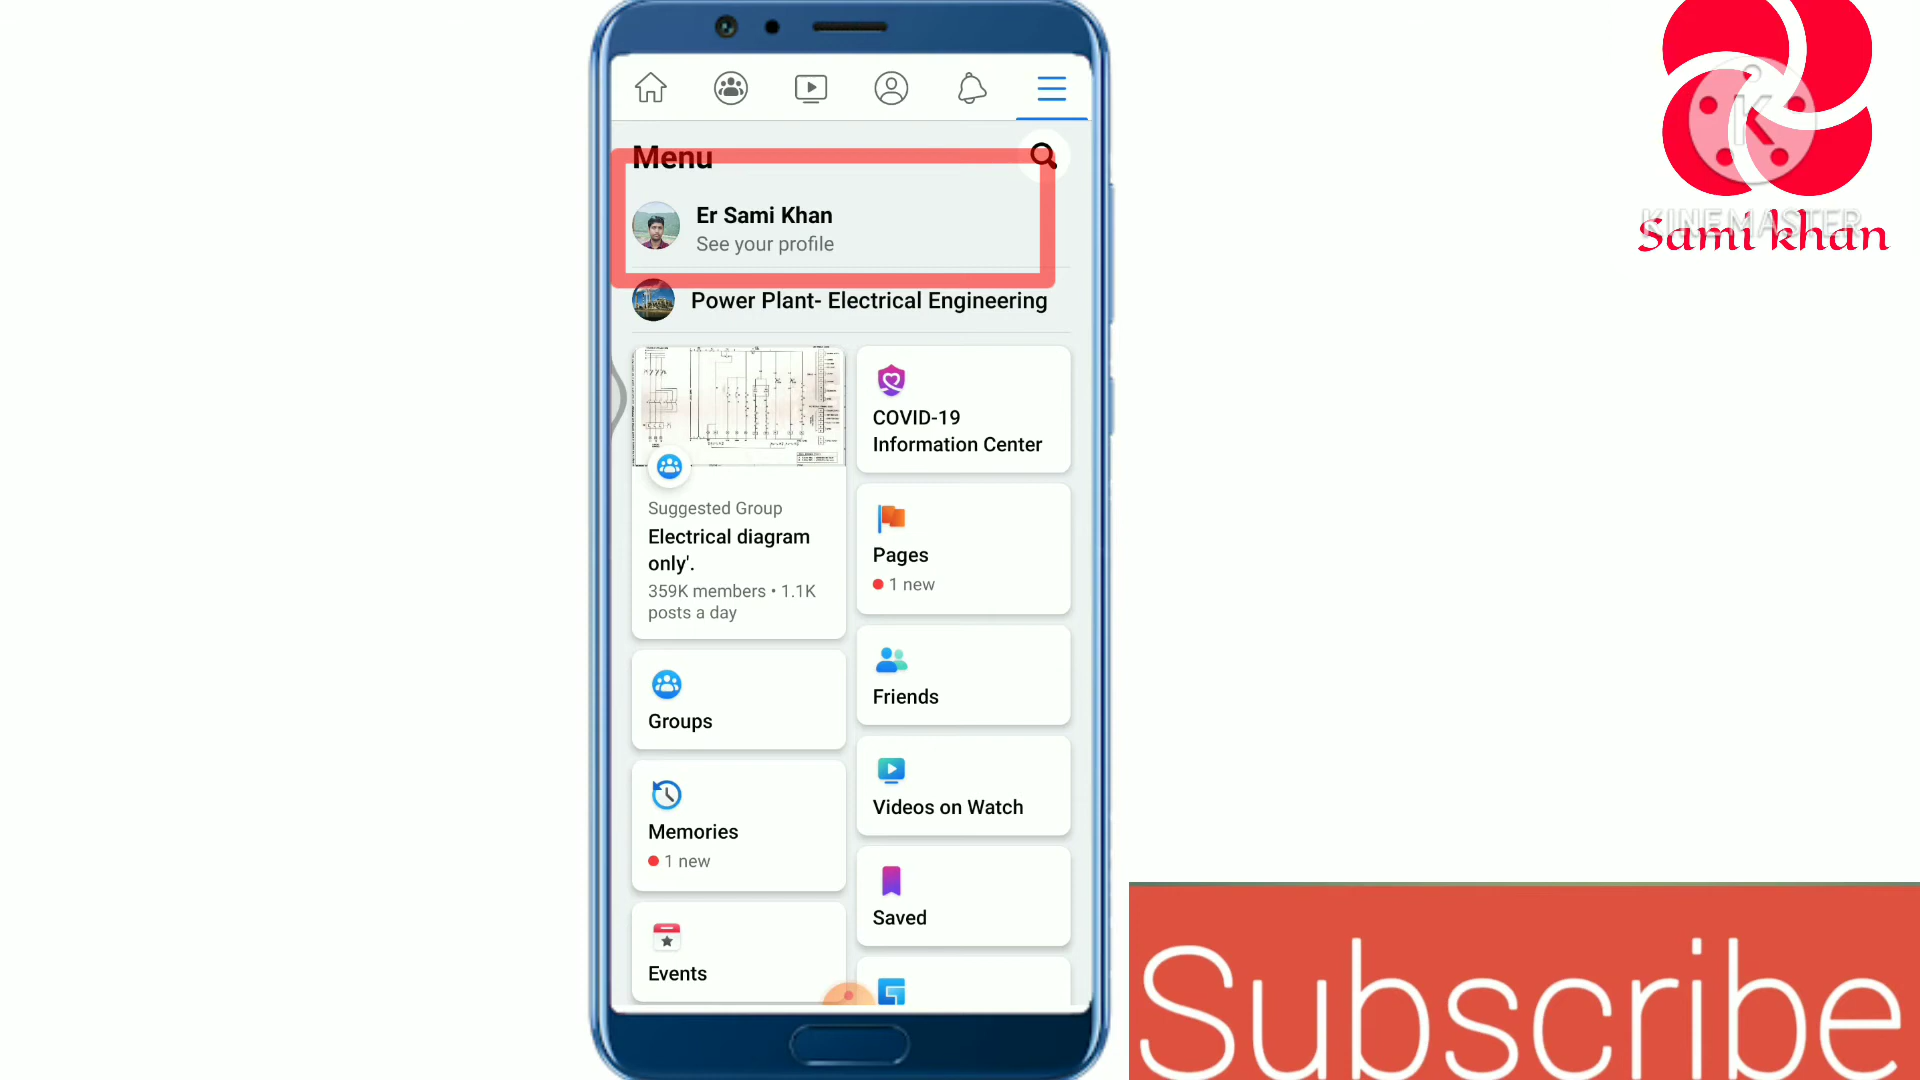 Menu
Er Sami Khan
See your profile
Power Plant- Electrical Engineering
COVID-19
Information Center
Suggested Group
Electrical diagram
only'.
359K members • 1.1K
posts a day
Pages
1 new
Friends
Groups
Videos on Watch
Memories
1 new
Saved
Events
K
KINEMASTER
Sami khan
Subscribe